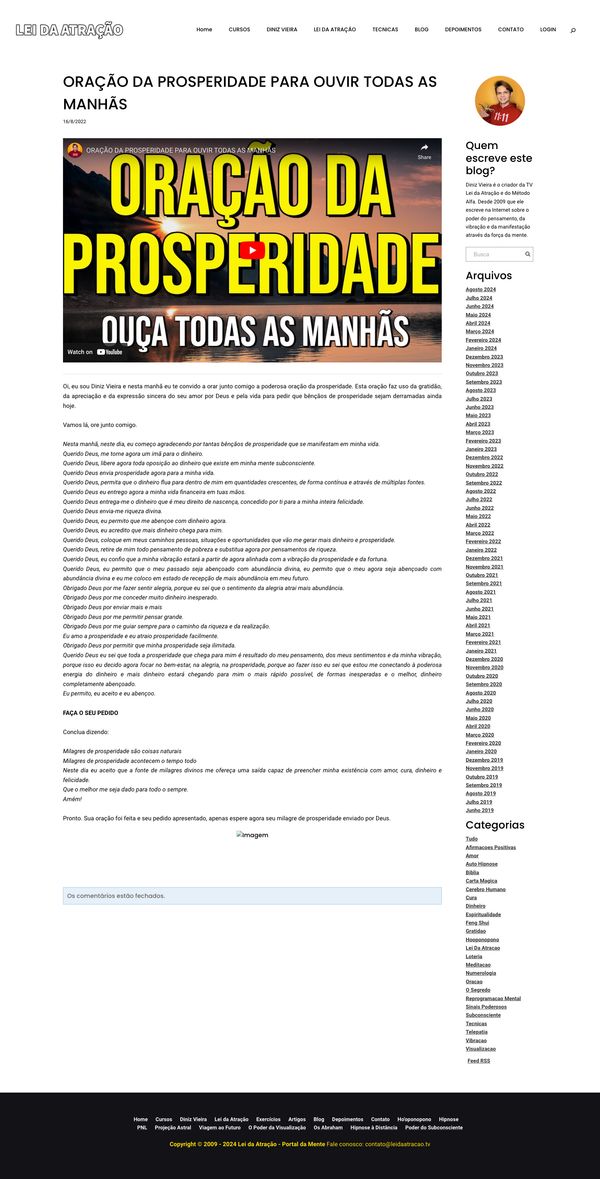 LEI DA ATRAÇÃO
Home CURSOS DINIZ VIEIRA LEI DA ATRAÇÃO TECNICAS BLOG DEPOIMENTOS CONTATO LOGIN
ORAÇÃO DA PROSPERIDADE PARA OUVIR TODAS AS
MANHÃS
16/8/2022
ORAÇÃO DA PROSPERIDADE PARA OUVIR TODAS AS MANHÃS
Share
ORAÇÃO DA
PROSPERIDADE
OUÇA TODAS AS MANHÃS
Watch on YouTube
Oi, eu sou Diniz Vieira e nesta manhã eu te convido a orar junto comigo a poderosa oração da prosperidade. Esta oração faz uso da gratidão,
da apreciação e da expressão sincera do seu amor por Deus e pela vida para pedir que bênçãos de prosperidade sejam derramadas ainda
hoje.
Vamos lá, ore junto comigo.
Nesta manhã, neste dia, eu começo agradecendo por tantas bênçãos de prosperidade que se manifestam em minha vida.
Querido Deus, me torne agora um imã para o dinheiro.
Querido Deus, libere agora toda oposição ao dinheiro que existe em minha mente subconsciente.
Querido Deus envia prosperidade agora para a minha vida.
Querido Deus, permita que o dinheiro flua para dentro de mim em quantidades crescentes, de forma contínua e através de múltiplas fontes.
Querido Deus eu entrego agora a minha vida financeira em tuas mãos.
Querido Deus entrega-me o dinheiro que é meu direito de nascença, concedido por ti para a minha inteira felicidade.
Querido Deus envia-me riqueza divina.
Querido Deus, eu permito que me abençoe com dinheiro agora.
Querido Deus, eu acredito que mais dinheiro chega para mim.
Querido Deus, coloque em meus caminhos pessoas, situações e oportunidades que vão me gerar mais dinheiro e prosperidade.
Querido Deus, retire de mim todo pensamento de pobreza e substitua agora por pensamentos de riqueza.
Querido Deus, eu confio que a minha vibração estará a partir de agora alinhada com a vibração da prosperidade e da fortuna.
Querido Deus, eu permito que o meu passado seja abençoado com abundância divina, eu permito que o meu agora seja abençoado com
abundância divina e eu me coloco em estado de recepção de mais abundância em meu futuro.
Obrigado Deus por me fazer sentir alegria, porque eu sei que o sentimento da alegria atrai mais abundância.
Obrigado Deus por me conceder muito dinheiro inesperado.
Obrigado Deus por enviar mais e mais
Obrigado Deus por me permitir pensar grande.
Obrigado Deus por me guiar sempre para o caminho da riqueza e da realização.
Eu amo a prosperidade e eu atraio prosperidade facilmente.
Obrigado Deus por permitir que minha prosperidade seja ilimitada.
Querido Deus eu sei que toda a prosperidade que chega para mim é resultado do meu pensamento, dos meus sentimentos e da minha vibração,
porque isso eu decido agora focar no bem-estar, na alegria, na prosperidade, porque ao fazer isso eu sei que estou me conectando à poderosa
energia do dinheiro e mais dinheiro estará chegando para mim o mais rápido possível, de formas inesperadas e o melhor, dinheiro
completamente abençoado.
Eu permito, eu aceito e eu abençoo.
FAÇA O SEU PEDIDO
Conclua dizendo:
Milagres de prosperidade são coisas naturais
Milagres de prosperidade acontecem o tempo todo
Neste dia eu aceito que a fonte de milagres divinos me ofereça uma saída capaz de preencher minha existência com amor, cura, dinheiro e
felicidade.
Que o melhor me seja dado para todo o sempre.
Amém!
Pronto. Sua oração foi feita e seu pedido apresentado, apenas espere agora seu milagre de prosperidade enviado por Deus.
Imagem
Os comentários estão fechados.
11:11
Quem
escreve este
blog?
Diniz Vieira é o criador da TV
Lei da Atração e do Método
Alfa. Desde 2009 que ele
escreve na Internet sobre o
poder do pensamento, da
vibração e da manifestação
através da força da mente.
Busca
Arquivos
Agosto 2024
Julho 2024
Junho 2024
Maio 2024
Abril 2024
Março 2024
Fevereiro 2024
Janeiro 2024
Dezembro 2023
Novembro 2023
Outubro 2023
Setembro 2023
Agosto 2023
Julho 2023
Junho 2023
Maio 2023
Abril 2023
Março 2023
Fevereiro 2023
Janeiro 2023
Dezembro 2022
Novembro 2022
Outubro 2022
Setembro 2022
Agosto 2022
Julho 2022
Junho 2022
Maio 2022
Abril 2022
Março 2022
Fevereiro 2022
Janeiro 2022
Dezembro 2021
Novembro 2021
Outubro 2021
Setembro 2021
Agosto 2021
Julho 2021
Junho 2021
Maio 2021
Abril 2021
Março 2021
Fevereiro 2021
Janeiro 2021
Dezembro 2020
Novembro 2020
Outubro 2020
Setembro 2020
Agosto 2020
Julho 2020
Junho 2020
Maio 2020
Abril 2020
Março 2020
Fevereiro 2020
Janeiro 2020
Dezembro 2019
Novembro 2019
Outubro 2019
Setembro 2019
Agosto 2019
Julho 2019
Junho 2019
Categorias
Tudo
Afirmacoes Positivas
Amor
Auto Hipnose
Biblia
Carta Magica
Cerebro Humano
Cura
Dinheiro
Espiritualidade
Feng Shui
Gratidao
Hooponopono
Lei Da Atracao
Loteria
Meditacao
Numerologia
Oracao
O Segredo
Reprogramacao Mental
Sinais Poderosos
Subconsciente
Tecnicas
Telepatia
Vibracao
Visualizacao
Feed RSS
Home Cursos Diniz Vieira Lei da Atração Exercícios Artigos Blog Depoimentos Contato Ho'oponopono Hipnose
PNL Projeção Astral Viagem ao Futuro O Poder da Visualização Os Abraham Hipnose à Distância Poder do Subconsciente
Copyright © 2009 - 2024 Lei da Atração - Portal da Mente Fale conosco: contato@leidaatracao.tv